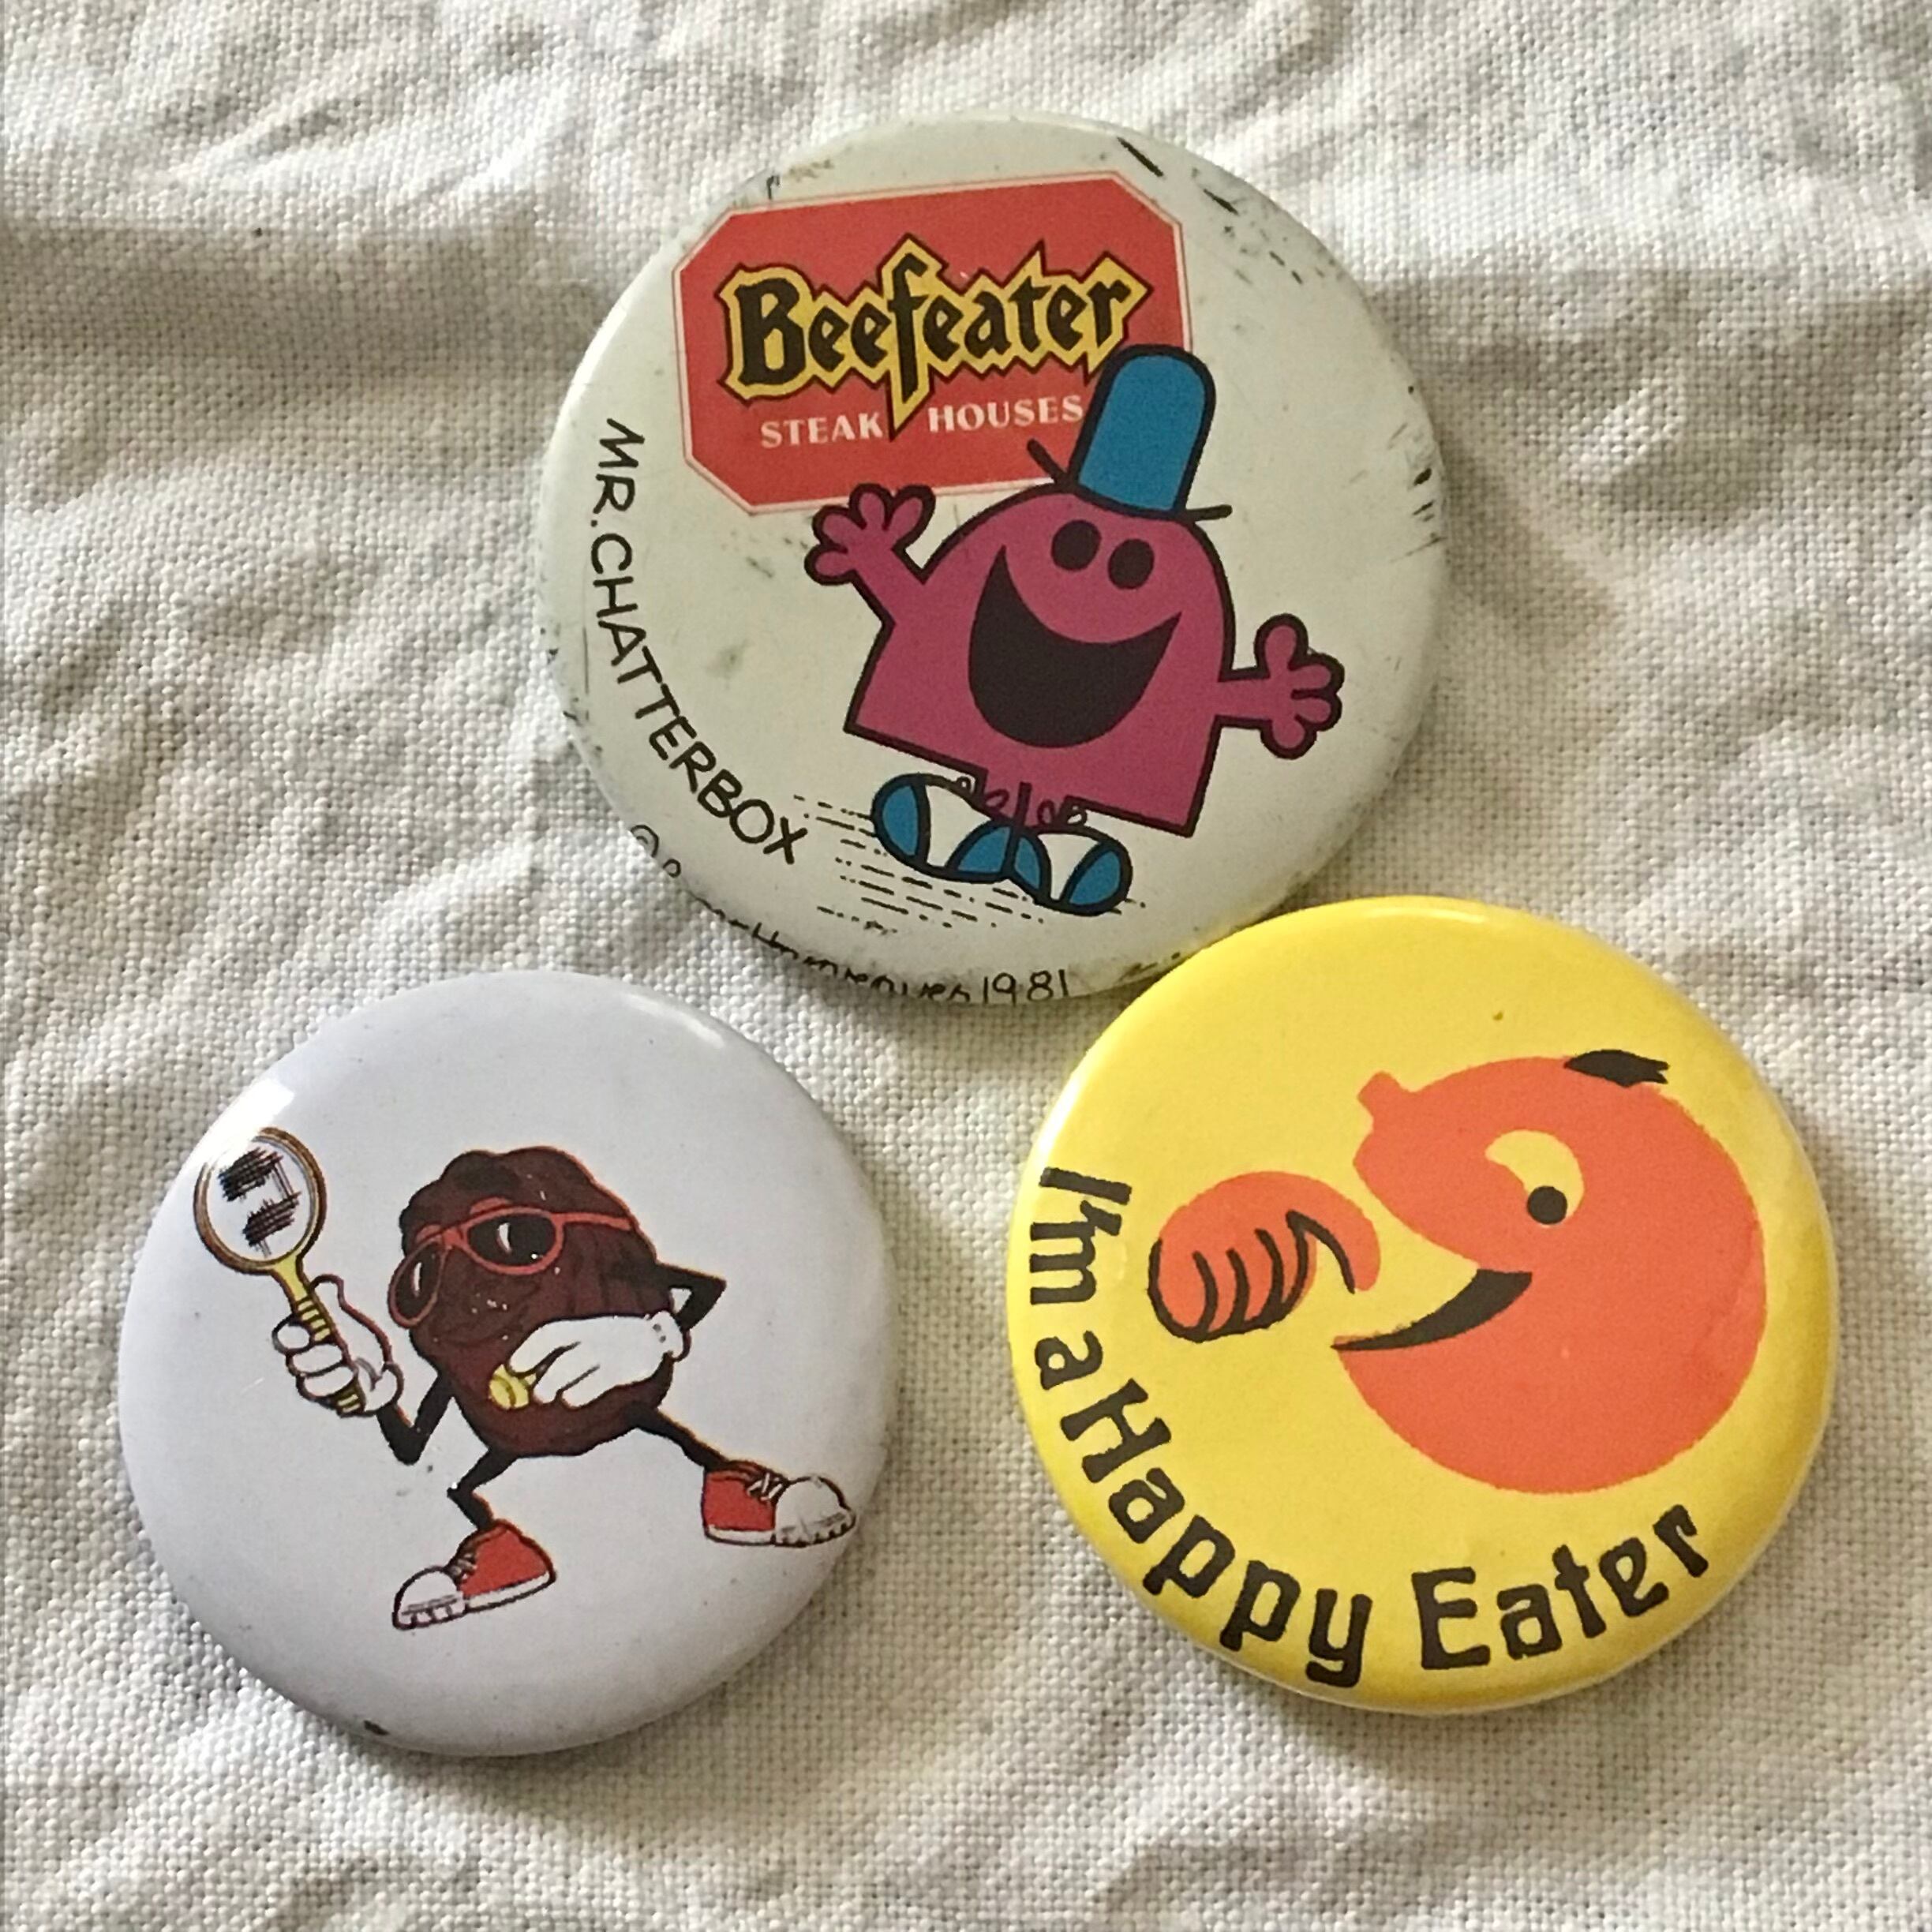 Beefeater
STEAK HOUSES
MR. CHATTERBOX
1981
I'm a Happy Eater